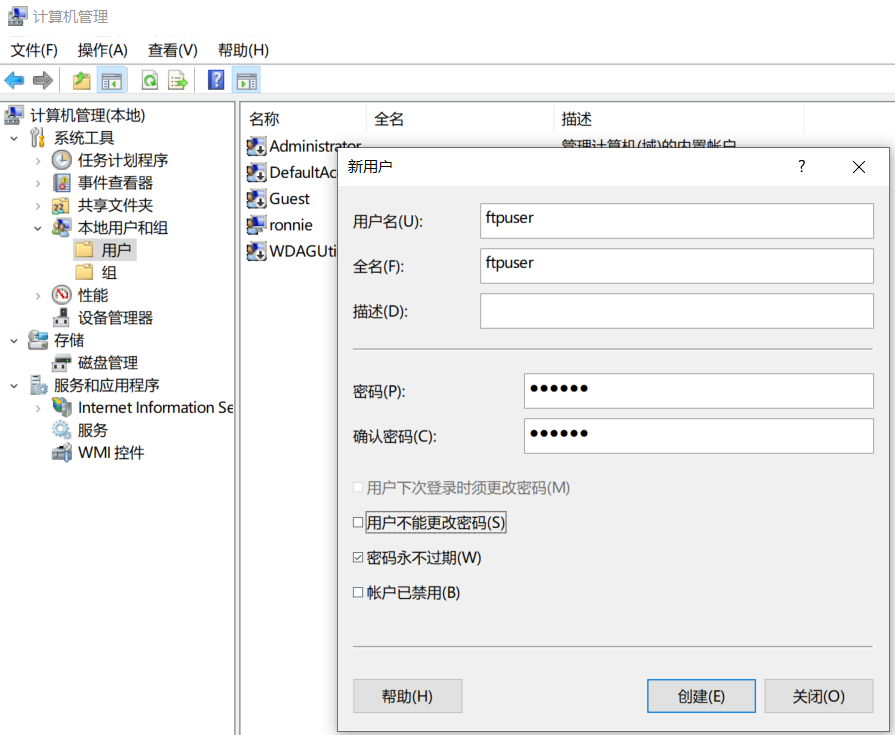 计算机管理
文件(F) 操作(A) 查看(V) 帮助(H)
计算机管理(本地)
系统工具
任务计划程序
事件查看器
共享文件夹
本地用户和组
用户
组
性能
设备管理器
存储
磁盘管理
服务和应用程序
Internet Information Se
服务
WMI 控件
名称 全名 描述
Administrator 管理计算机(域)的内置帐户
DefaultAc
Guest
ronnie
WDAGUti
新用户
用户名(U): ftpuser
全名(F): ftpuser
描述(D):
密码(P): ●●●●●●
确认密码(C): ●●●●●●
用户下次登录时须更改密码(M)
用户不能更改密码(S)
密码永不过期(W)
帐户已禁用(B)
帮助(H) 创建(E) 关闭(O)